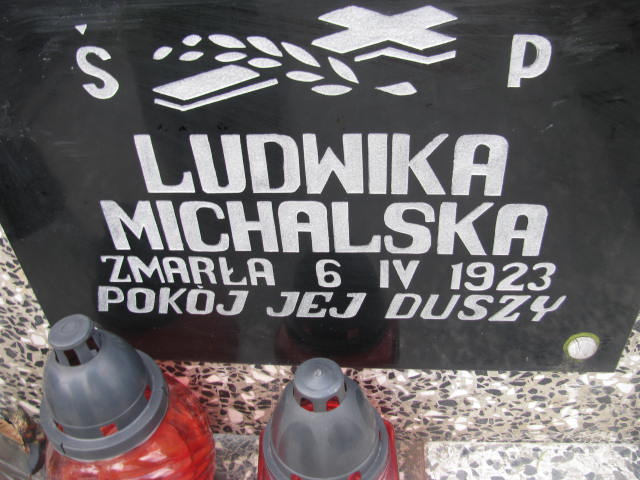 Ś P
LUDWIKA
MICHALSKA
ZMARŁA 6 IV 1923
POKÓJ JEJ DUSZY